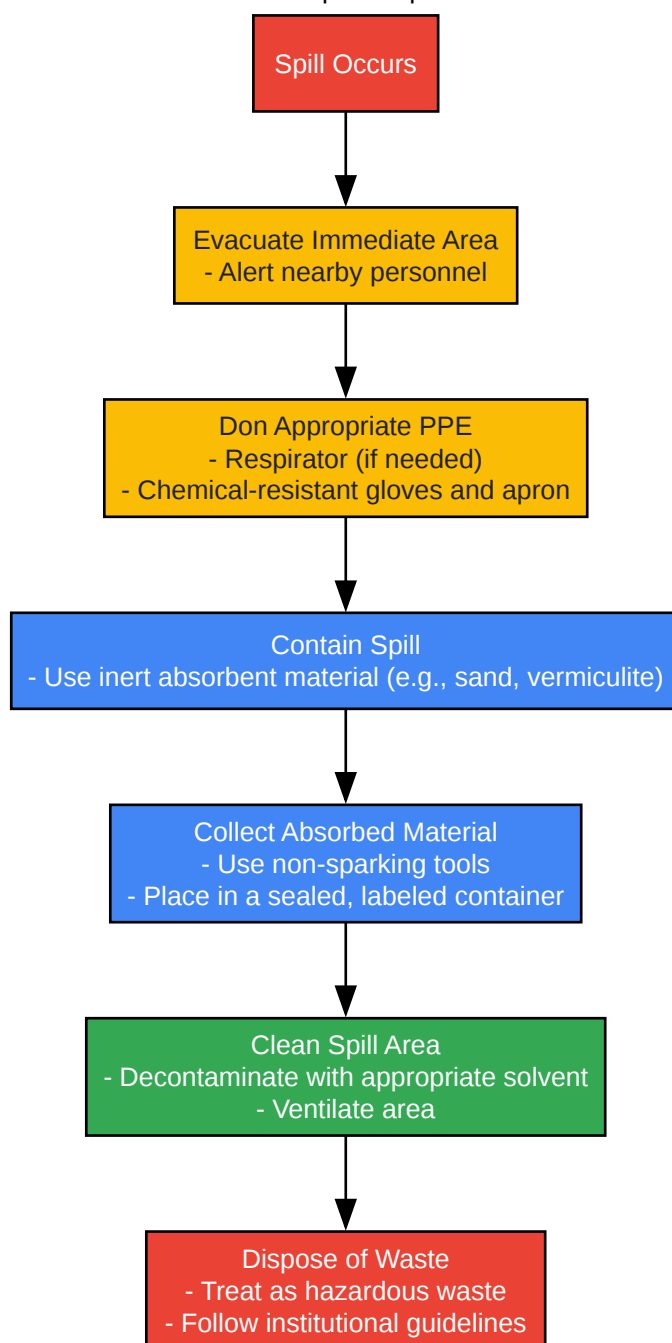 Spill Occurs
Evacuate Immediate Area
- Alert nearby personnel
Don Appropriate PPE
- Respirator (if needed)
- Chemical-resistant gloves and apron
Contain Spill
- Use inert absorbent material (e.g., sand, vermiculite)
Collect Absorbed Material
- Use non-sparking tools
- Place in a sealed, labeled container
Clean Spill Area
- Decontaminate with appropriate solvent
- Ventilate area
Dispose of Waste
- Treat as hazardous waste
- Follow institutional guidelines